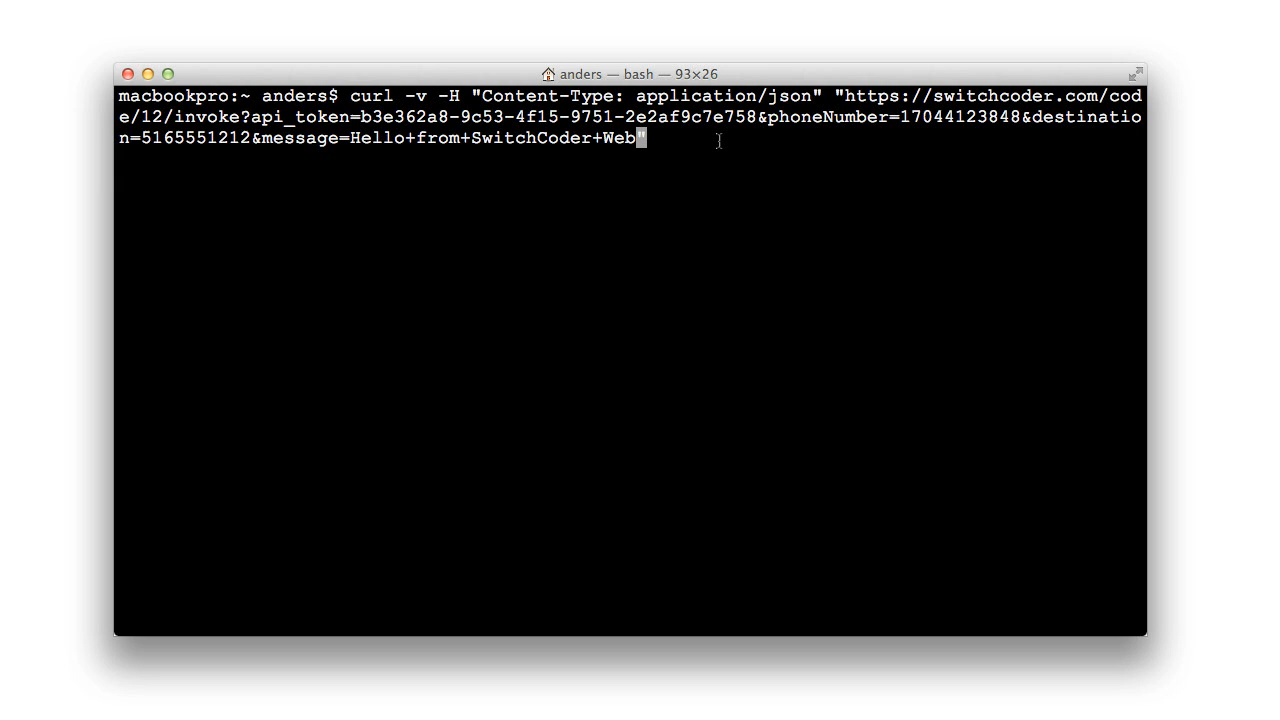 anders — bash — 93×26
macbookpro:~ anders$ curl -v -H "Content-Type: application/json" "https://switchcoder.com/cod
e/12/invoke?api_token=b3e362a8-9c53-4f15-9751-2e2af9c7e758&phoneNumber=17044123848&destinatio
n=5165551212&message=Hello+from+SwitchCoder+Web"